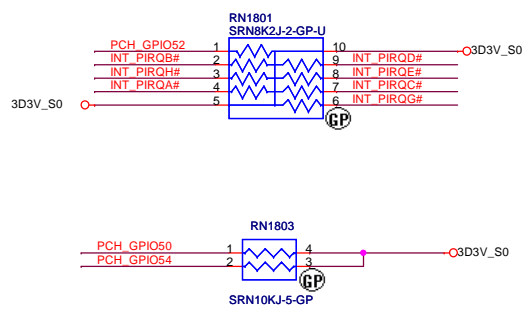 RN1801
SRN8K2J-2-GP-U
PCH_GPIO52 1 10 3D3V_S0
INT_PIRQB# 2 9 INT_PIRQD#
INT_PIRQH# 3 8 INT_PIRQE#
INT_PIRQA# 4 7 INT_PIRQC#
3D3V_S0 5 6 INT_PIRQG#
GP
RN1803
PCH_GPIO50 1 4 3D3V_S0
PCH_GPIO54 2 3
GP
SRN10KJ-5-GP